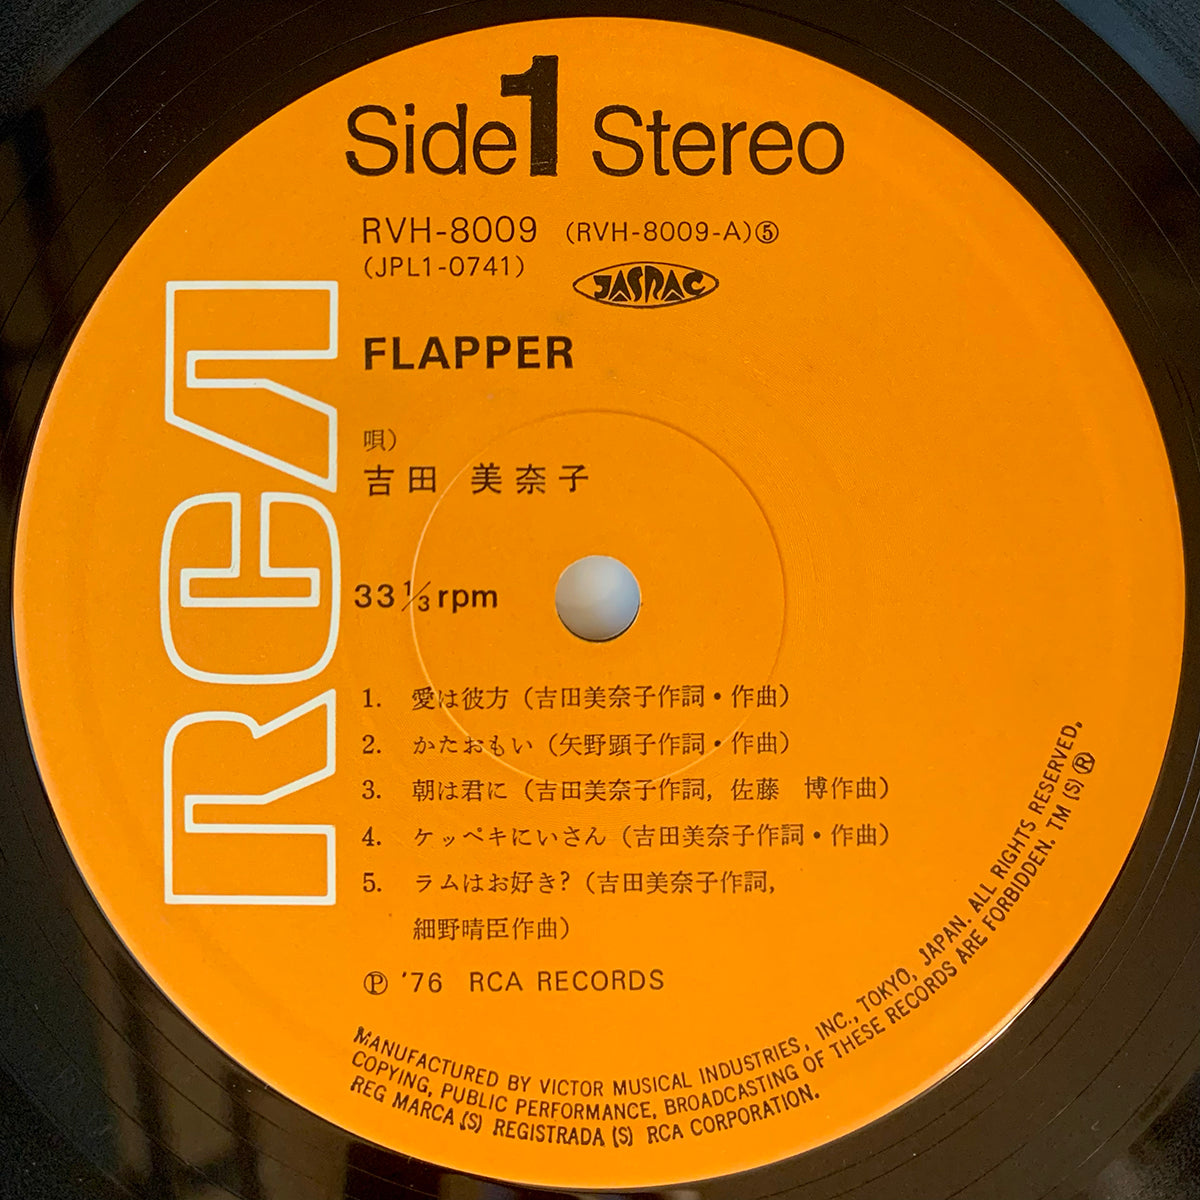 Side 1 Stereo
RVH-8009 (RVH-8009-A)⑤
(JPL1-0741)
JASRAC
FLAPPER
唄)
吉田 美奈子
33 1/3 rpm
RCA
1. 愛は彼方（吉田美奈子作詞・作曲）
2. かたおもい（矢野顕子作詞・作曲）
3. 朝は君に（吉田美奈子作詞, 佐藤 博作曲）
4. ケッペキにいさん（吉田美奈子作詞・作曲）
5. ラムはお好き?（吉田美奈子作詞,
細野晴臣作曲）
Ⓟ '76 RCA RECORDS
MANUFACTURED BY VICTOR MUSICAL INDUSTRIES, INC., TOKYO, JAPAN. ALL RIGHTS RESERVED.
COPYING, PUBLIC PERFORMANCE, BROADCASTING OF THESE RECORDS ARE FORBIDDEN. TM (S) ®
REG MARCA (S) REGISTRADA (S) RCA CORPORATION.